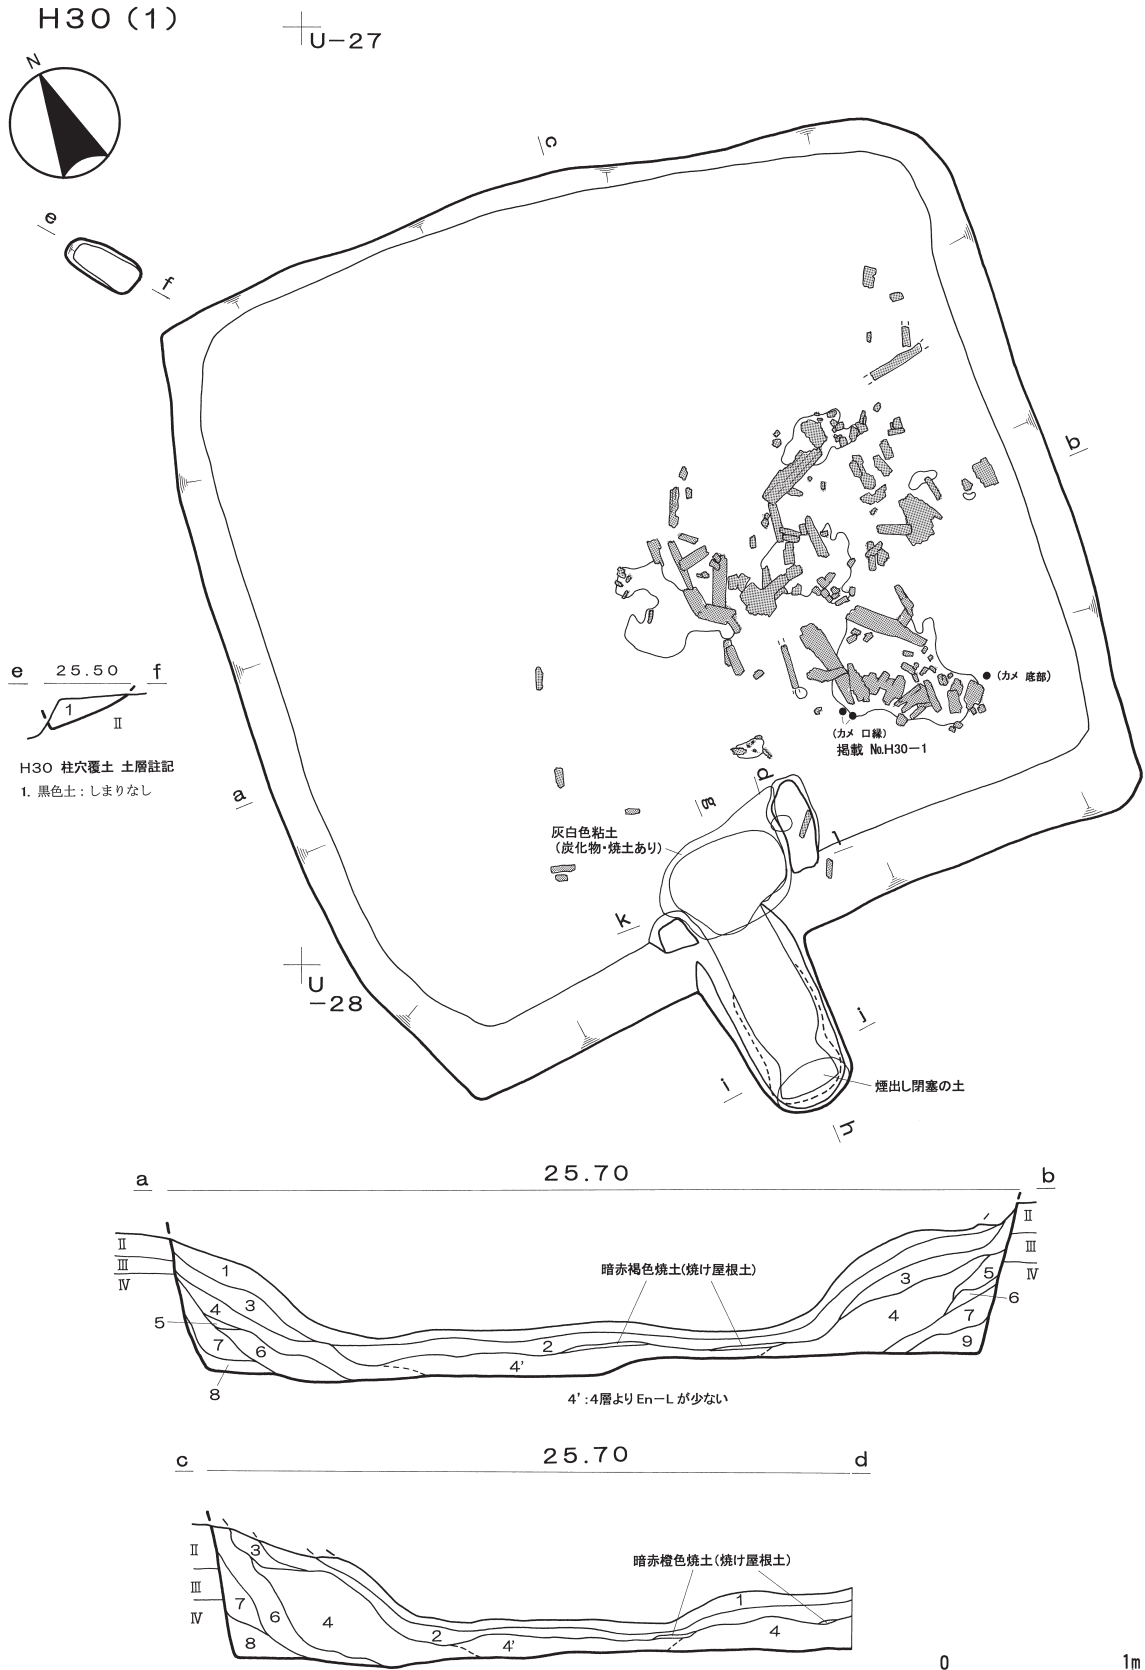 H30 (1)
U-27
N
c
e
f
b
e 25.50 f
1
II
H30 柱穴覆土 土層註記
1. 黒色土：しまりなし
a
(カメ 底部)
(カメ 口縁)
掲載 No.H30-1
d
g
灰白色粘土
(炭化物・焼土あり)
l
k
U
-28
j
i
煙出し閉塞の土
h
a 25.70 b
II
III
IV
1
3
4
5
6
7
8
暗赤褐色焼土(焼け屋根土)
2
4'
II
III
IV
3
5
6
4
7
9
4'：4層より En-L が少ない
c 25.70 d
II
III
IV
3
7
6
4
8
2
4'
暗赤橙色焼土(焼け屋根土)
1
4
0 1m